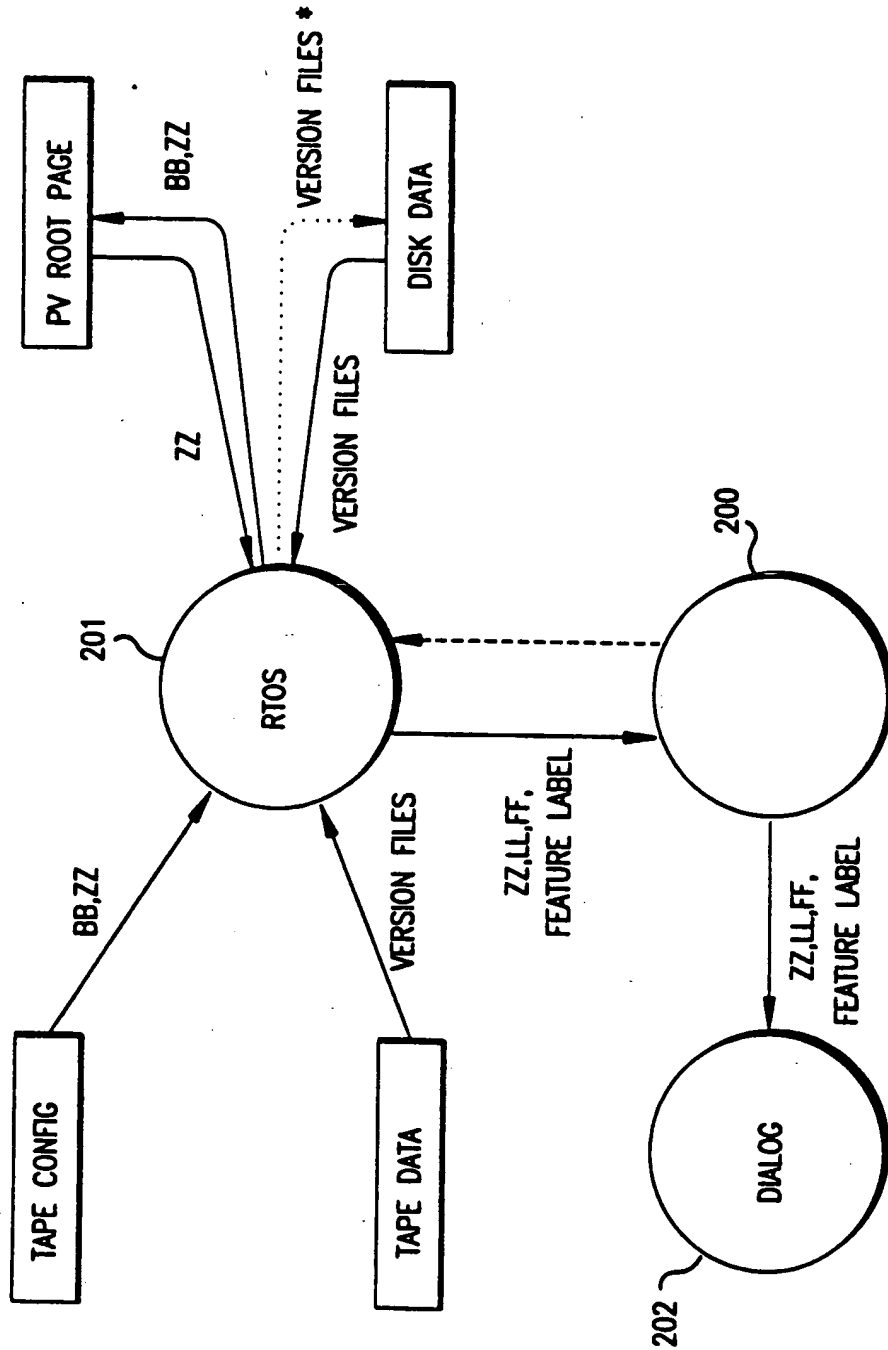 TAPE CONFIG
BB,ZZ
PV ROOT PAGE
BB,ZZ
ZZ
201
RTOS
TAPE DATA
VERSION FILES
VERSION FILES
VERSION FILES *
DISK DATA
ZZ,LL,FF,
FEATURE LABEL
200
202
DIALOG
ZZ,LL,FF,
FEATURE LABEL